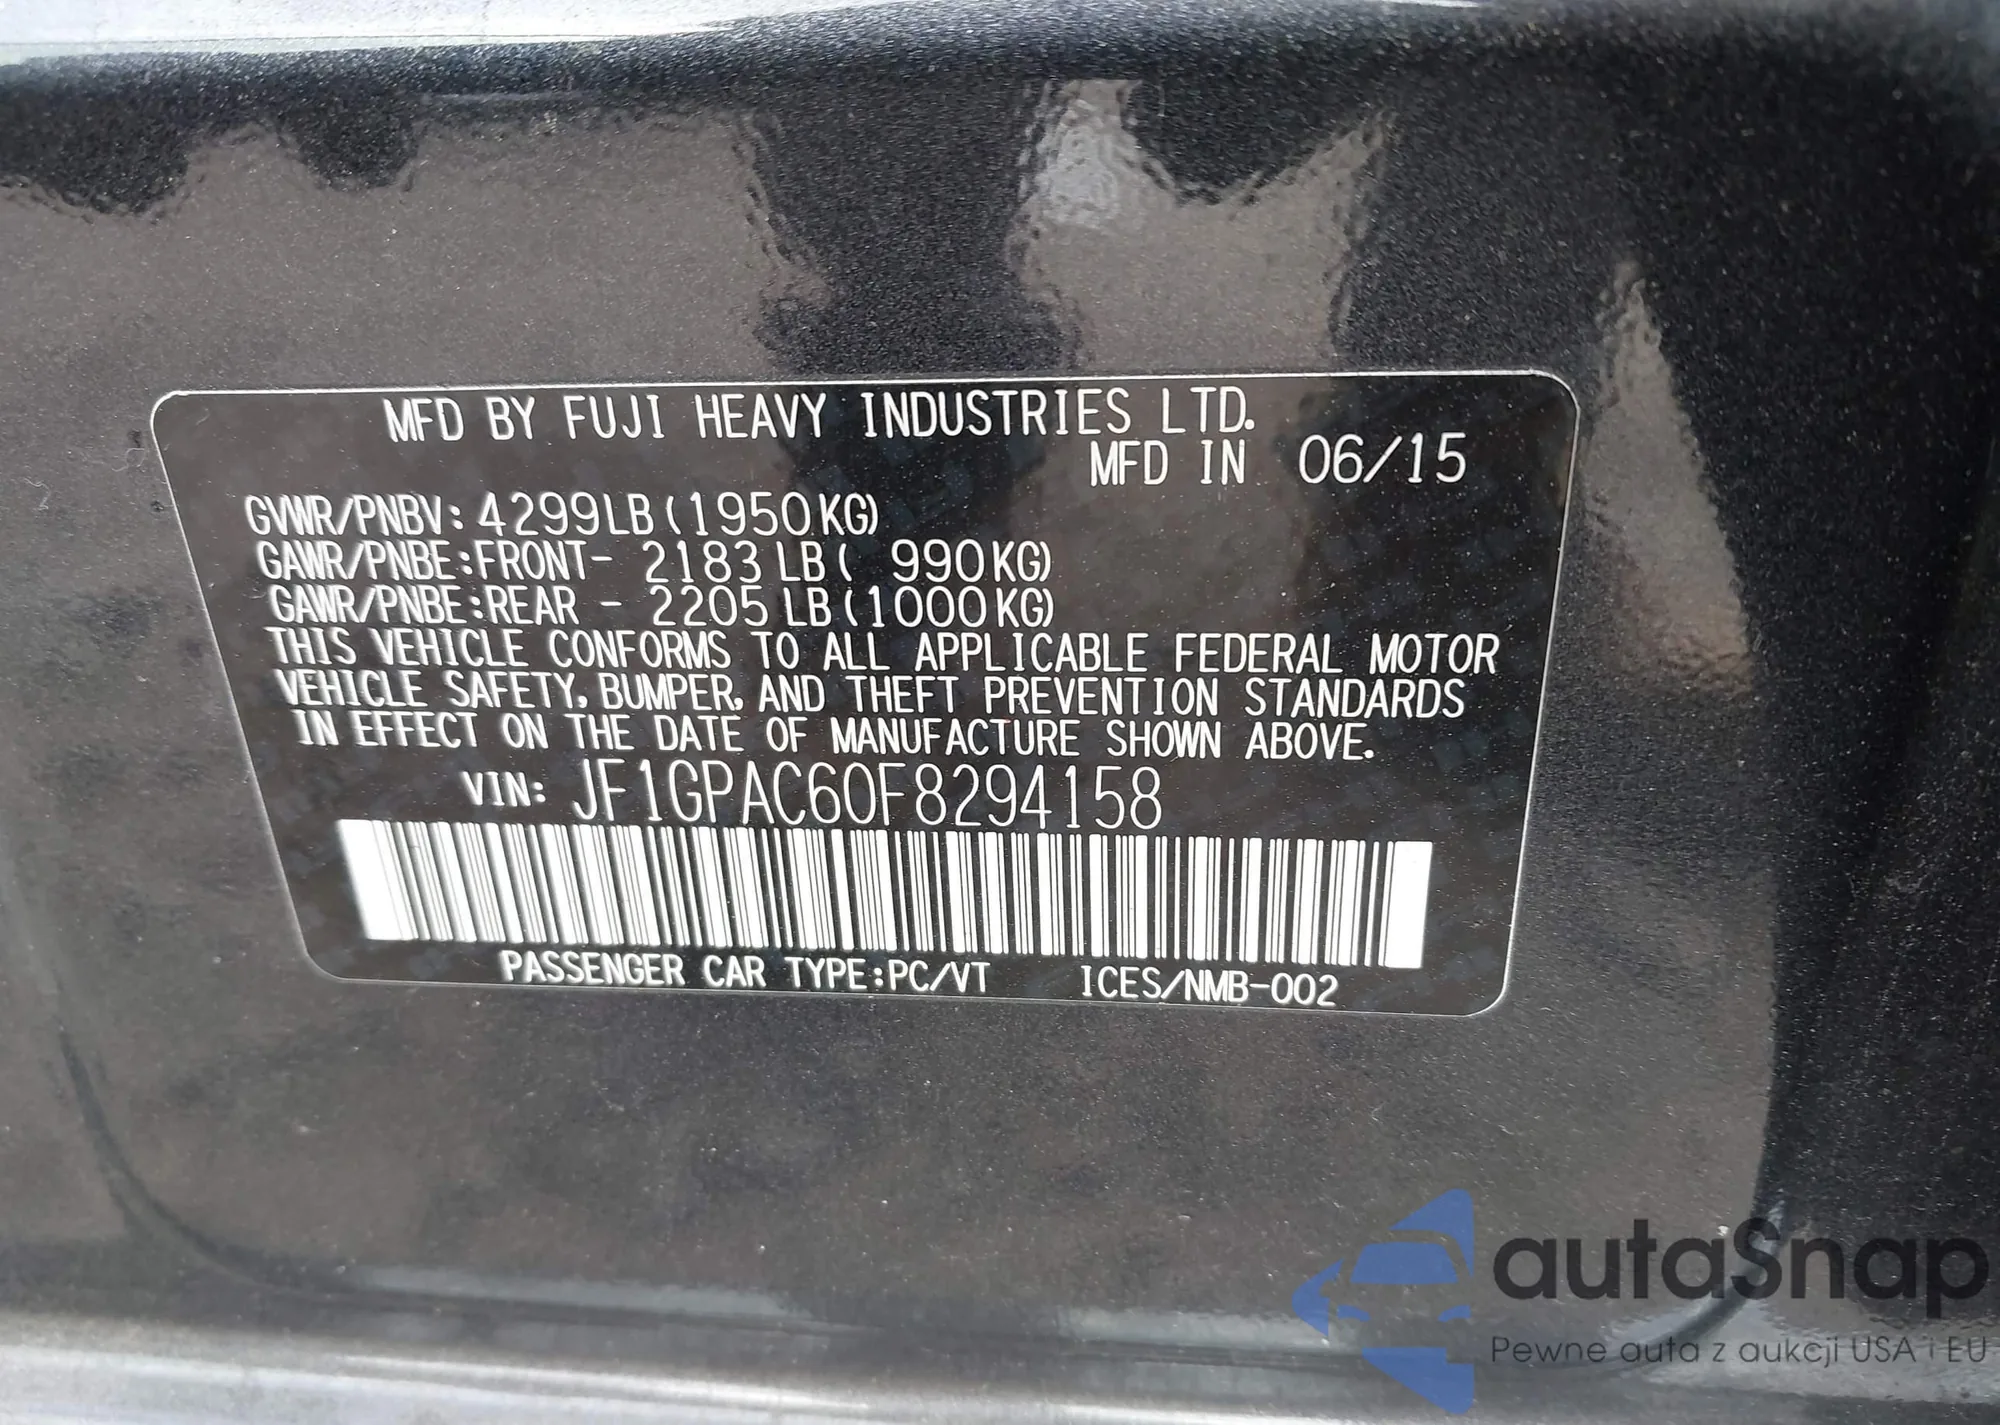 MFD BY FUJI HEAVY INDUSTRIES LTD.
MFD IN 06/15
GVWR/PNBV: 4299LB (1950KG)
GAWR/PNBE:FRONT- 2183 LB ( 990KG)
GAWR/PNBE:REAR - 2205 LB (1000KG)
THIS VEHICLE CONFORMS TO ALL APPLICABLE FEDERAL MOTOR
VEHICLE SAFETY, BUMPER, AND THEFT PREVENTION STANDARDS
IN EFFECT ON THE DATE OF MANUFACTURE SHOWN ABOVE.
VIN: JF1GPAC60F8294158
PASSENGER CAR TYPE:PC/VT ICES/NMB-002
autaSnap
Pewne auta z aukcji USA i EU